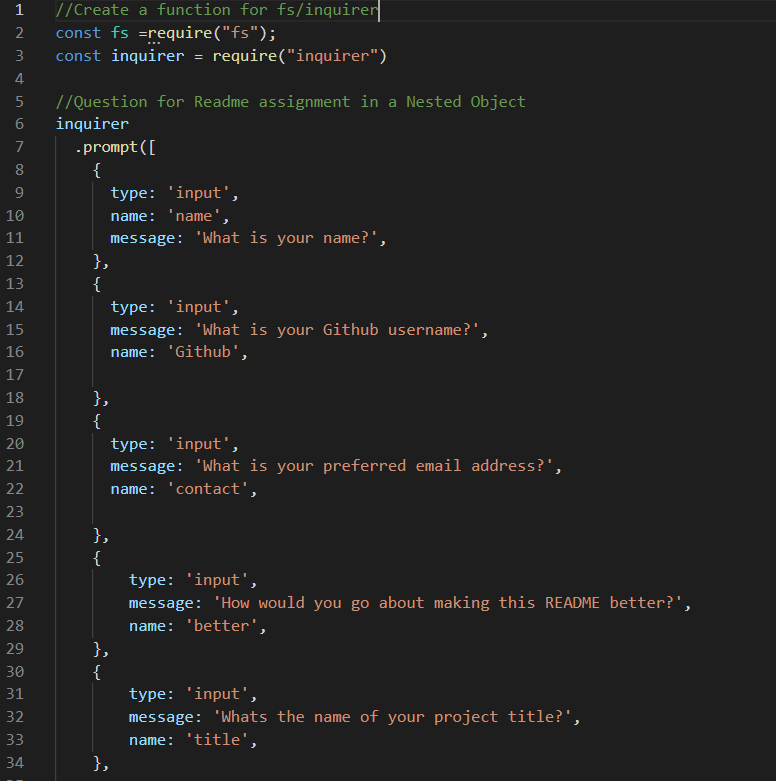 1 //Create a function for fs/inquirer
2 const fs =require("fs");
3 const inquirer = require("inquirer")
4
5 //Question for Readme assignment in a Nested Object
6 inquirer
7 .prompt([
8 {
9 type: 'input',
10 name: 'name',
11 message: 'What is your name?',
12 },
13 {
14 type: 'input',
15 message: 'What is your Github username?',
16 name: 'Github',
17
18 },
19 {
20 type: 'input',
21 message: 'What is your preferred email address?',
22 name: 'contact',
23
24 },
25 {
26 type: 'input',
27 message: 'How would you go about making this README better?',
28 name: 'better',
29 },
30 {
31 type: 'input',
32 message: 'Whats the name of your project title?',
33 name: 'title',
34 },